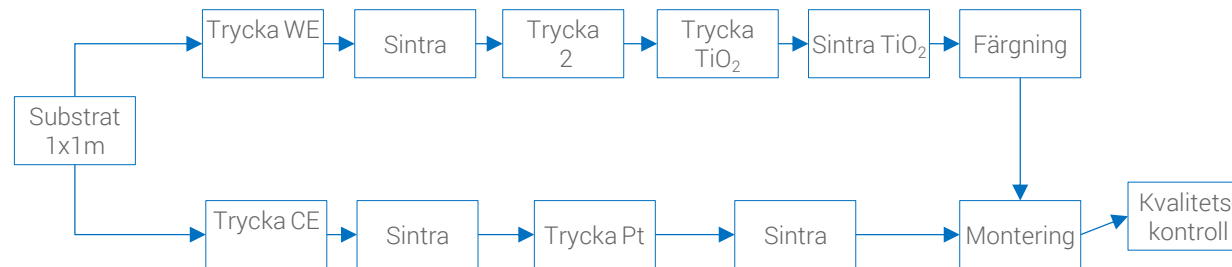 Trycka WE
Sintra
Trycka
2
Trycka
TiO₂
Sintra TiO₂
Färgning
Substrat
1x1m
Trycka CE
Sintra
Trycka Pt
Sintra
Montering
Kvalitets
kontroll